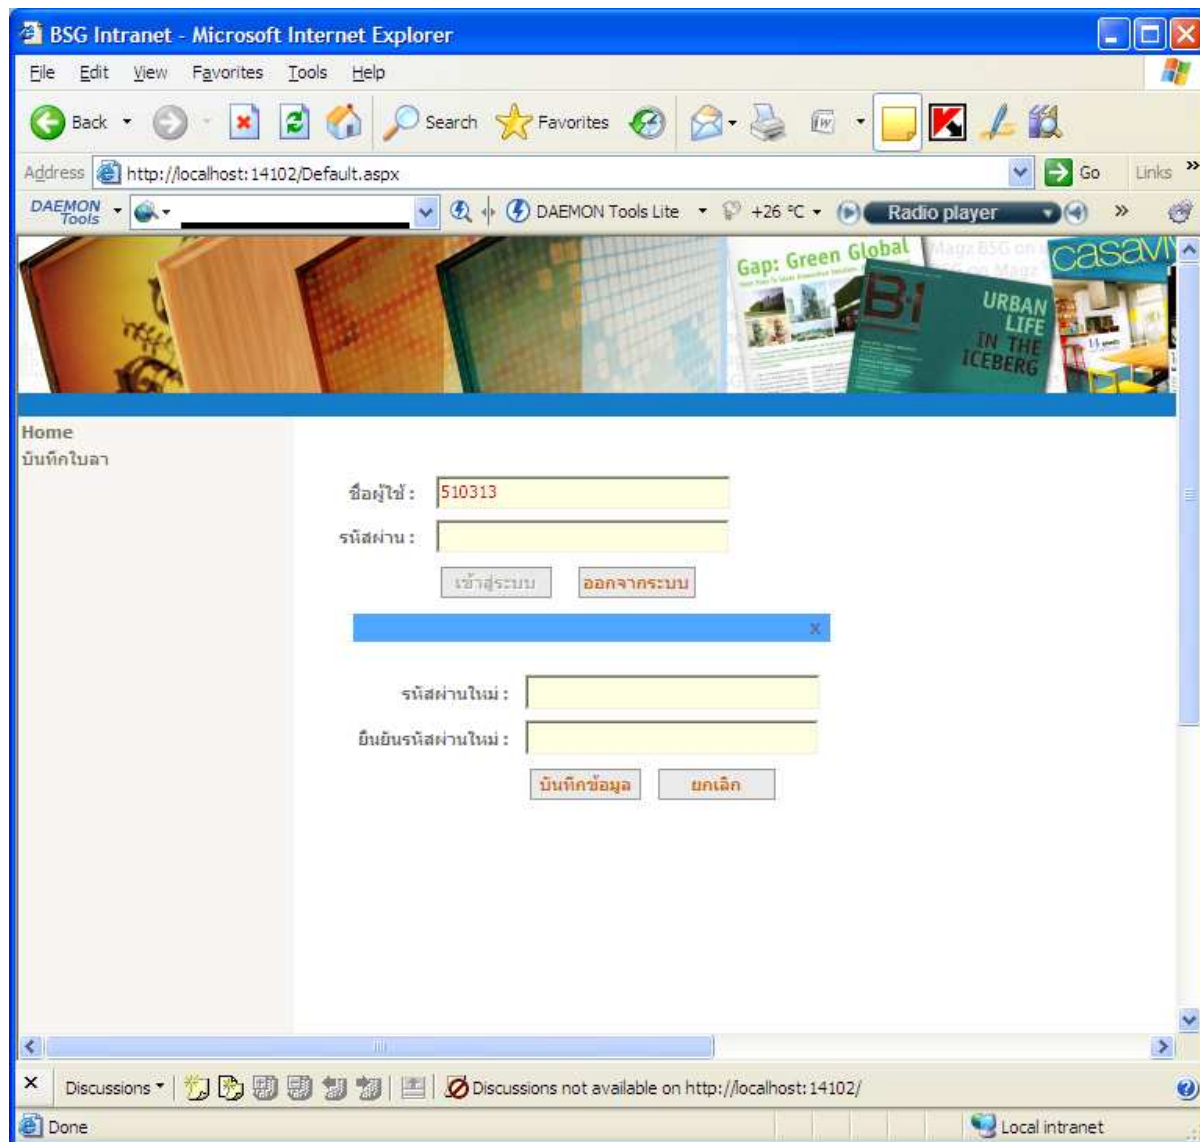 BSG Intranet - Microsoft Internet Explorer
File Edit View Favorites Tools Help
Back Search Favorites
Address http://localhost:14102/Default.aspx Go Links »
DAEMON Tools DAEMON Tools Lite +26 °C Radio player »
Gap: Green Global
Magz BSG on
casaviv
B·1
URBAN
LIFE
IN THE
ICEBERG
Home
บันทึกใบลา
ชื่อผู้ใช้ : 510313
รหัสผ่าน :
เข้าสู่ระบบ ออกจากระบบ
x
รหัสผ่านใหม่ :
ยืนยันรหัสผ่านใหม่ :
บันทึกข้อมูล ยกเลิก
× Discussions Discussions not available on http://localhost:14102/
Done Local intranet